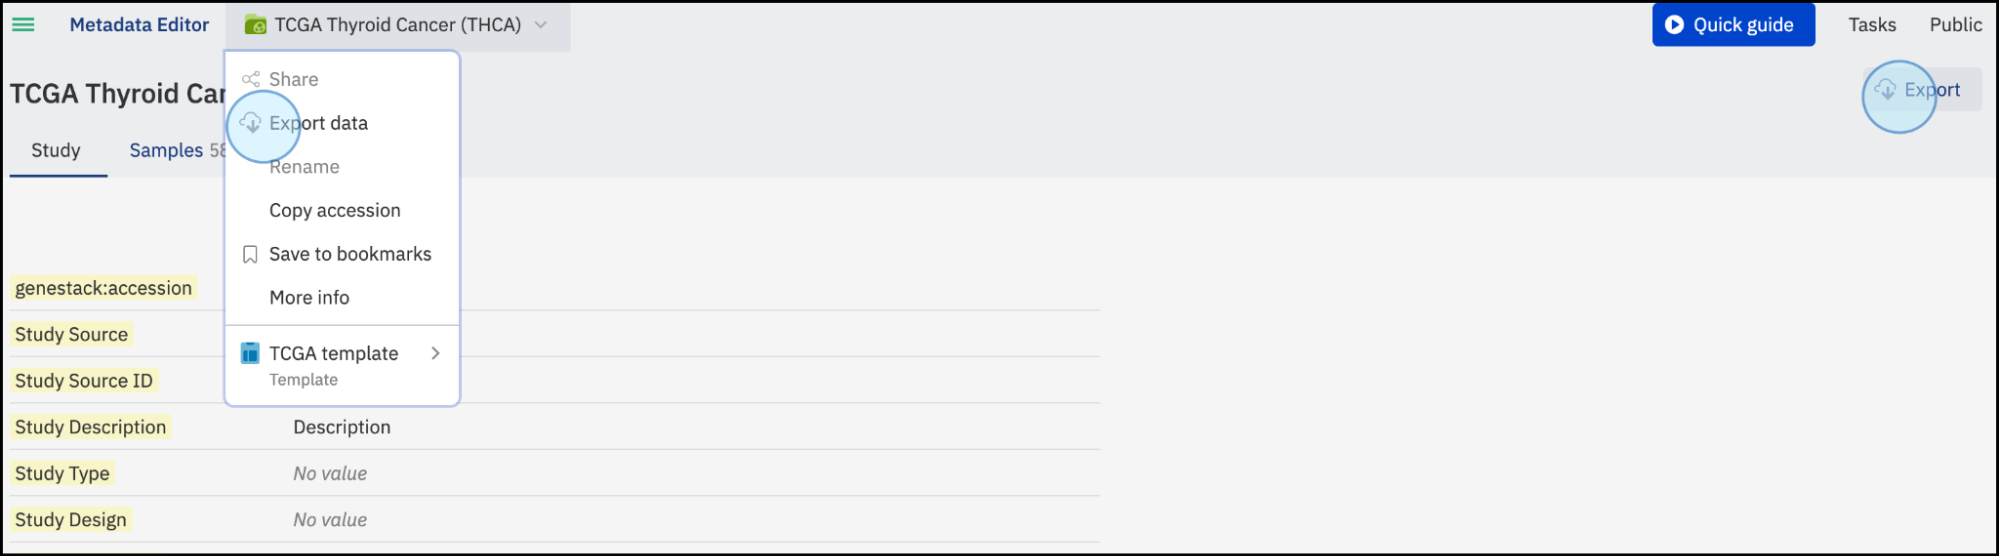 Metadata Editor
TCGA Thyroid Cancer (THCA)
Quick guide
Tasks
Public
TCGA Thyroid Car
Export
Study
Samples 58
Share
Export data
Rename
Copy accession
Save to bookmarks
More info
TCGA template
Template
genestack:accession
Study Source
Study Source ID
Study Description Description
Study Type No value
Study Design No value